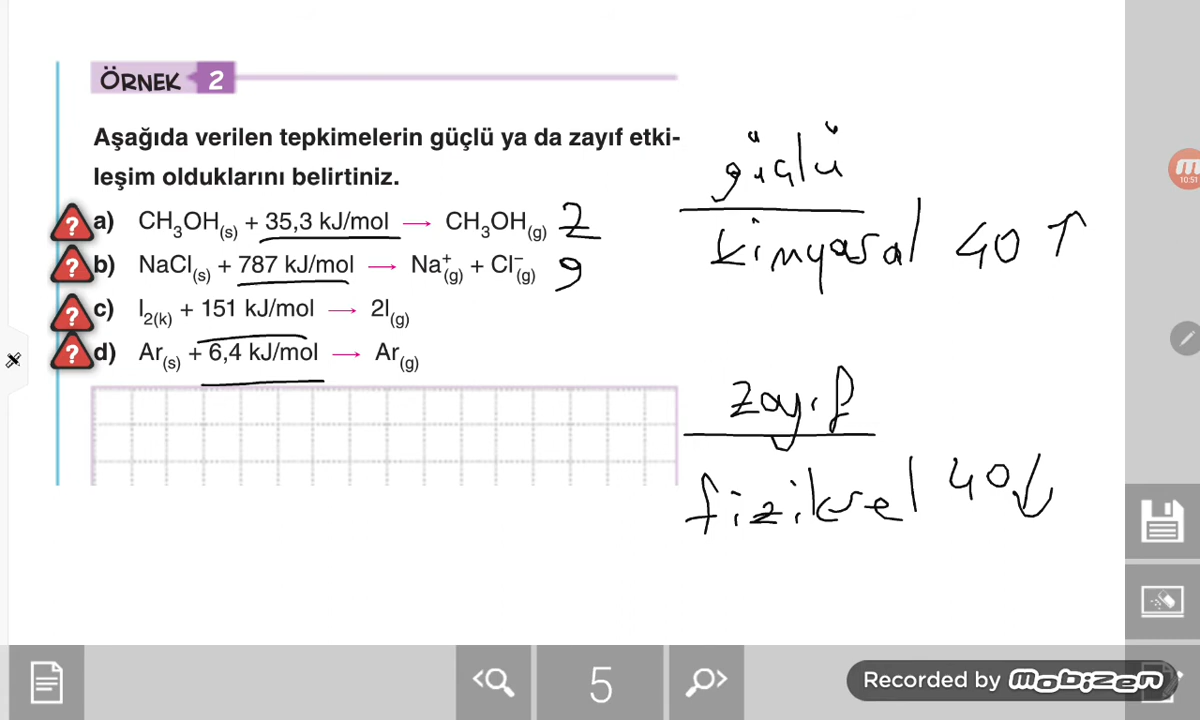 ÖRNEK 2
Aşağıda verilen tepkimelerin güçlü ya da zayıf etki-
leşim olduklarını belirtiniz.
? a) CH₃OH(s) + 35,3 kJ/mol → CH₃OH(g) Z
? b) NaCl(s) + 787 kJ/mol → Na⁺(g) + Cl⁻(g) g
? c) I₂(k) + 151 kJ/mol → 2I(g)
? d) Ar(s) + 6,4 kJ/mol → Ar(g)
güçlü
kimyasal 40 ↑
zayıf
fiziksel 40 ↓
10:51
5
Recorded by mobizen